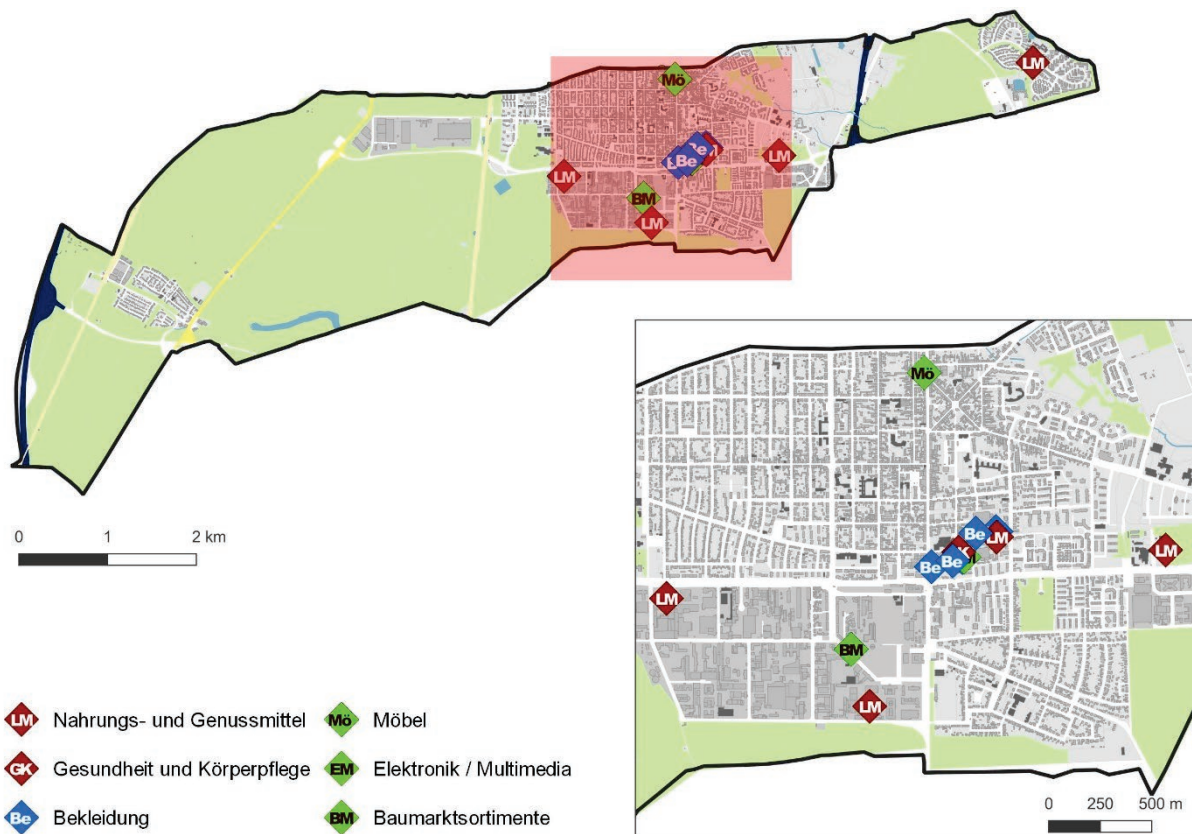 Mö
LM
Be
Be
LM
LM
BM
LM
0 1 2 km
Mö
Be
LM
LM
Be
Be
LM
BM
LM
LM Nahrungs- und Genussmittel
Mö Möbel
GK Gesundheit und Körperpflege
EM Elektronik / Multimedia
Be Bekleidung
BM Baumarktsortimente
0 250 500 m